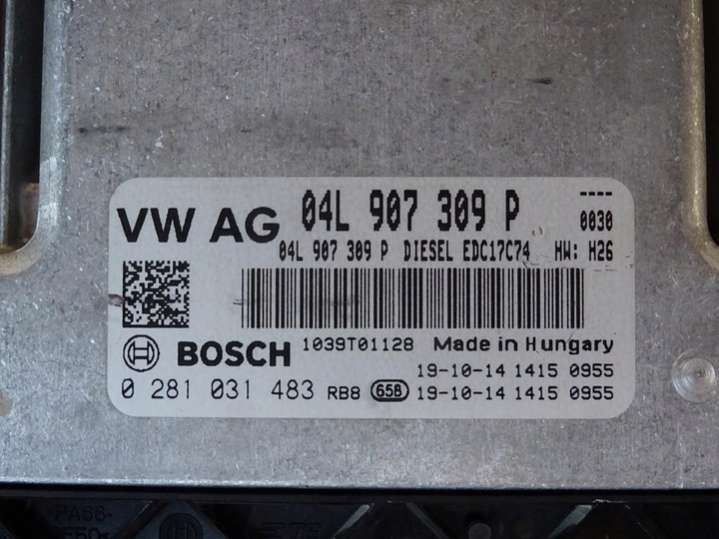 VW AG 04L 907 309 P ----
0030
04L 907 309 P DIESEL EDC17C74 HW: H26
BOSCH 1039T01128 Made in Hungary
19-10-14 1415 0955
0 281 031 483 RB8 658 19-10-14 1415 0955